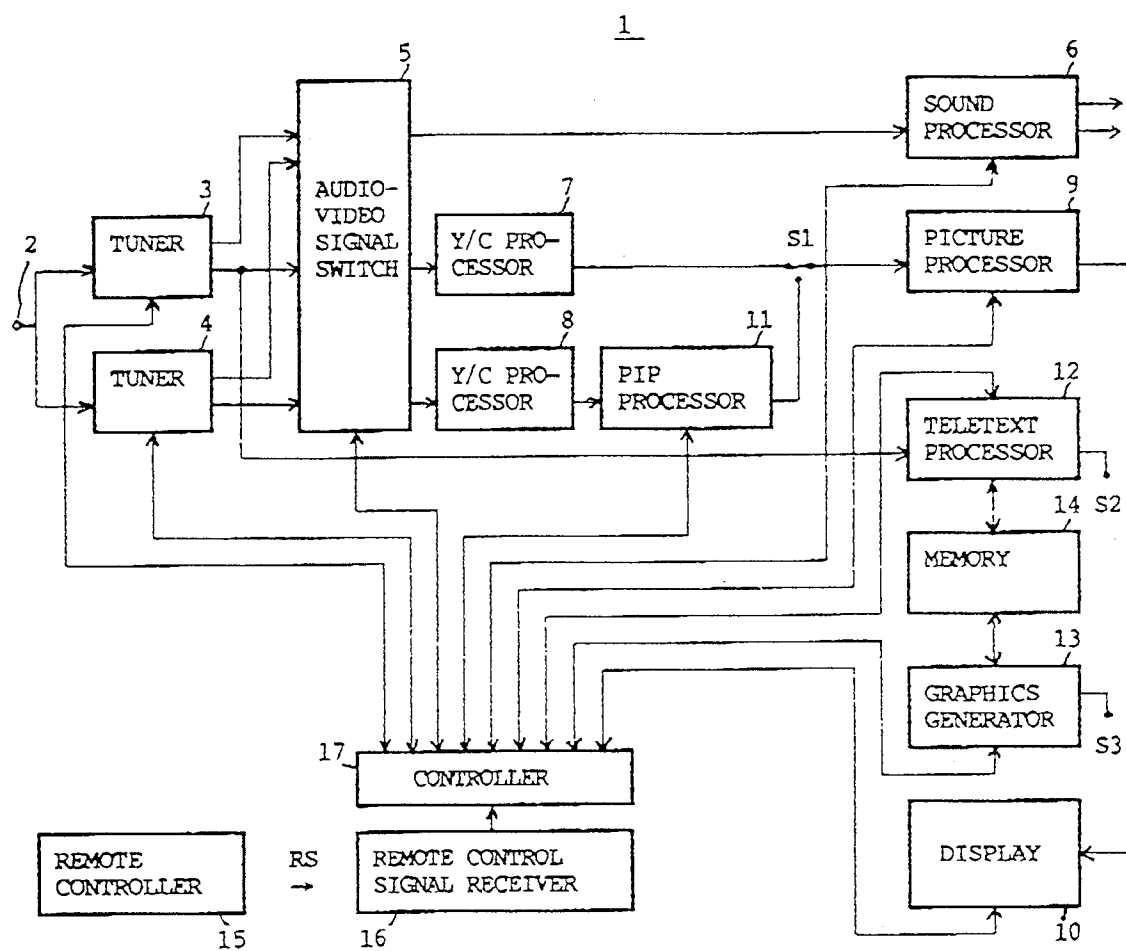 1
5
6
AUDIO-
VIDEO
SIGNAL
SWITCH
SOUND
PROCESSOR
2
3
TUNER
7
Y/C PRO-
CESSOR
S1
9
PICTURE
PROCESSOR
4
TUNER
8
Y/C PRO-
CESSOR
11
PIP
PROCESSOR
12
TELETEXT
PROCESSOR
S2
14
MEMORY
13
GRAPHICS
GENERATOR
S3
17
CONTROLLER
REMOTE
CONTROLLER
RS
→
REMOTE CONTROL
SIGNAL RECEIVER
DISPLAY
15
16
10